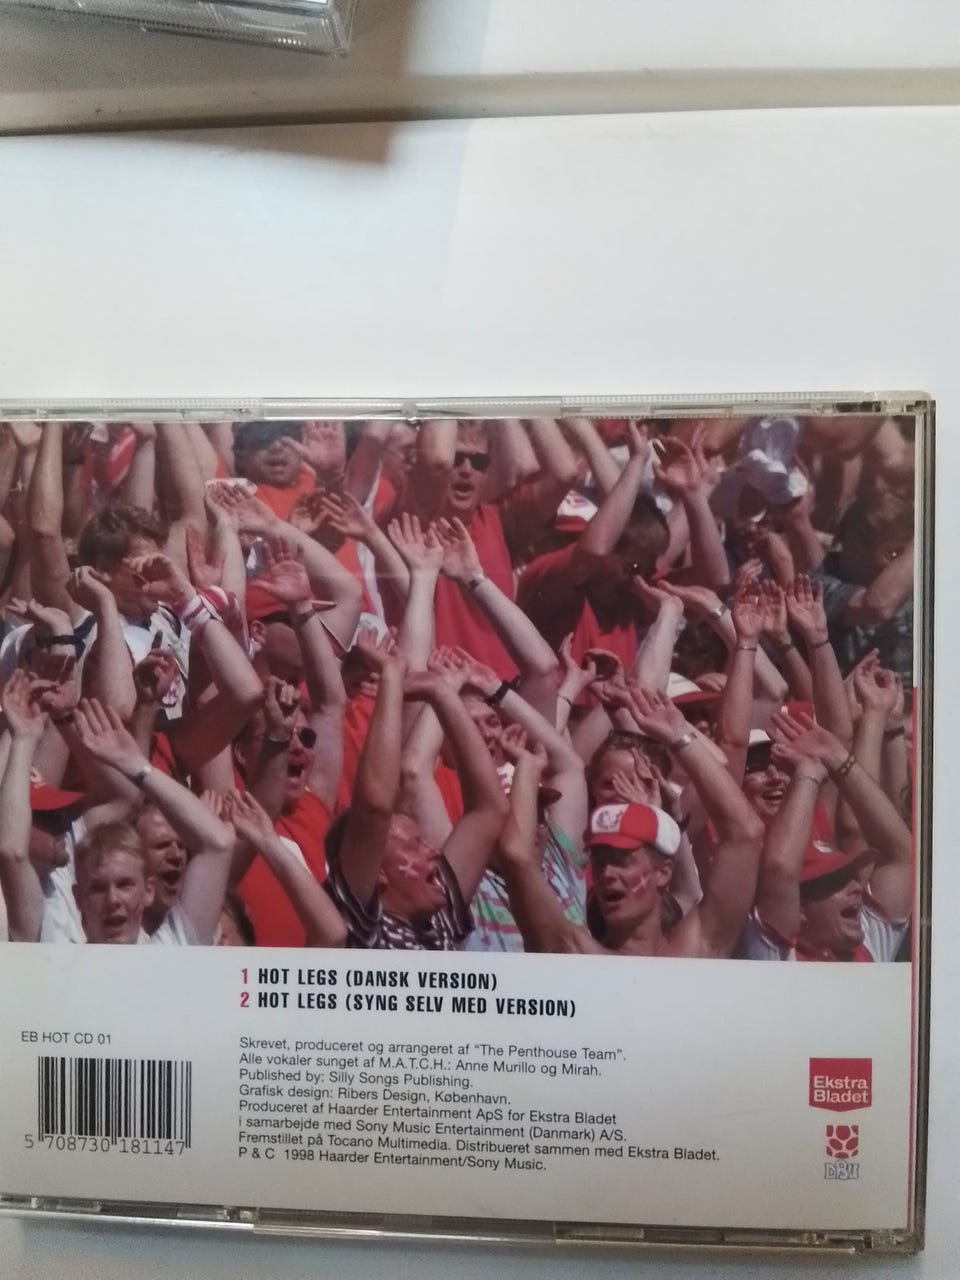 1 HOT LEGS (DANSK VERSION)
2 HOT LEGS (SYNG SELV MED VERSION)
EB HOT CD 01
5 708730 181147
Skrevet, produceret og arrangeret af "The Penthouse Team".
Alle vokaler sunget af M.A.T.C.H.: Anne Murillo og Mirah.
Published by: Silly Songs Publishing.
Grafisk design: Ribers Design, København.
Produceret af Haarder Entertainment ApS for Ekstra Bladet
i samarbejde med Sony Music Entertainment (Danmark) A/S.
Fremstillet på Tocano Multimedia. Distribueret sammen med Ekstra Bladet.
P & C 1998 Haarder Entertainment/Sony Music.
Ekstra
Bladet
DBU